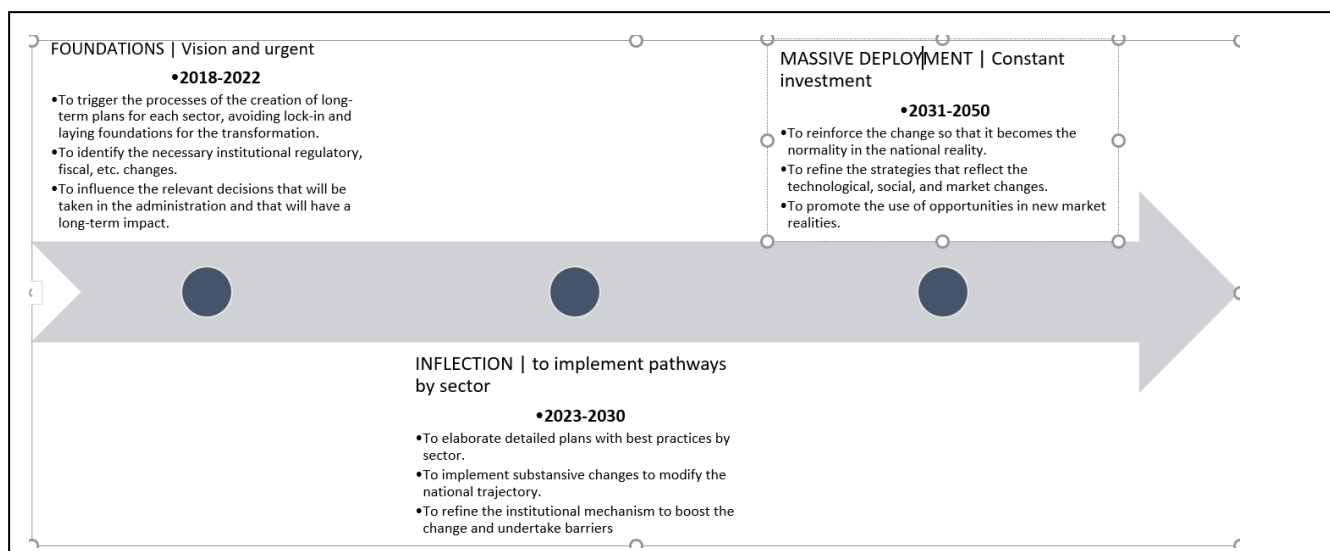 FOUNDATIONS | Vision and urgent
•2018-2022
•To trigger the processes of the creation of long-
term plans for each sector, avoiding lock-in and
laying foundations for the transformation.
•To identify the necessary institutional regulatory,
fiscal, etc. changes.
•To influence the relevant decisions that will be
taken in the administration and that will have a
long-term impact.
MASSIVE DEPLOYMENT | Constant
investment
•2031-2050
•To reinforce the change so that it becomes the
normality in the national reality.
•To refine the strategies that reflect the
technological, social, and market changes.
•To promote the use of opportunities in new market
realities.
INFLECTION | to implement pathways
by sector
•2023-2030
•To elaborate detailed plans with best practices by
sector.
•To implement substansive changes to modify the
national trajectory.
•To refine the institutional mechanism to boost the
change and undertake barriers